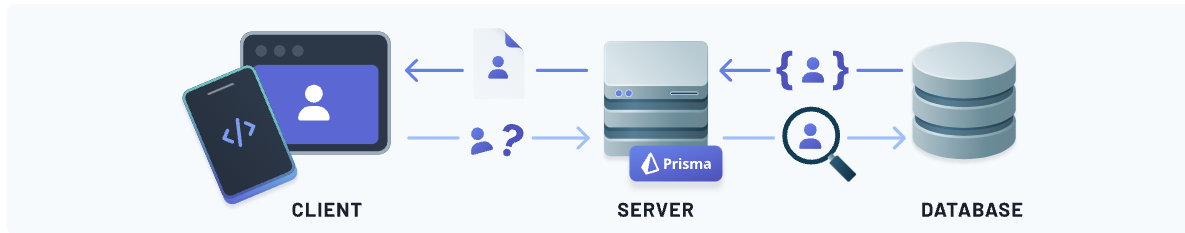 </>
?
{ }
Prisma
CLIENT
SERVER
DATABASE